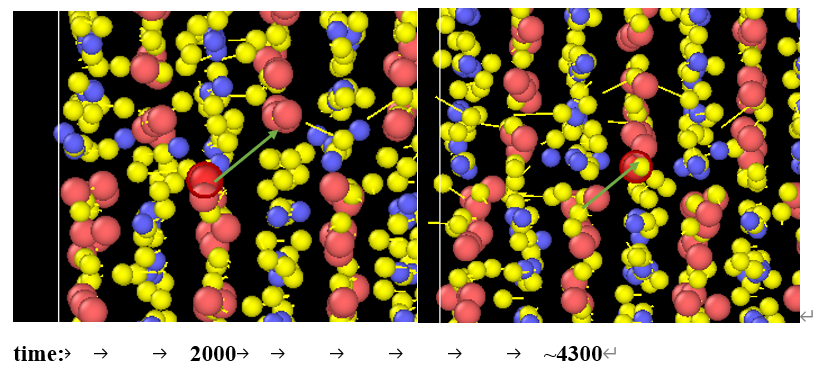 time:→ → → 2000→ → → → → → ~4300↵